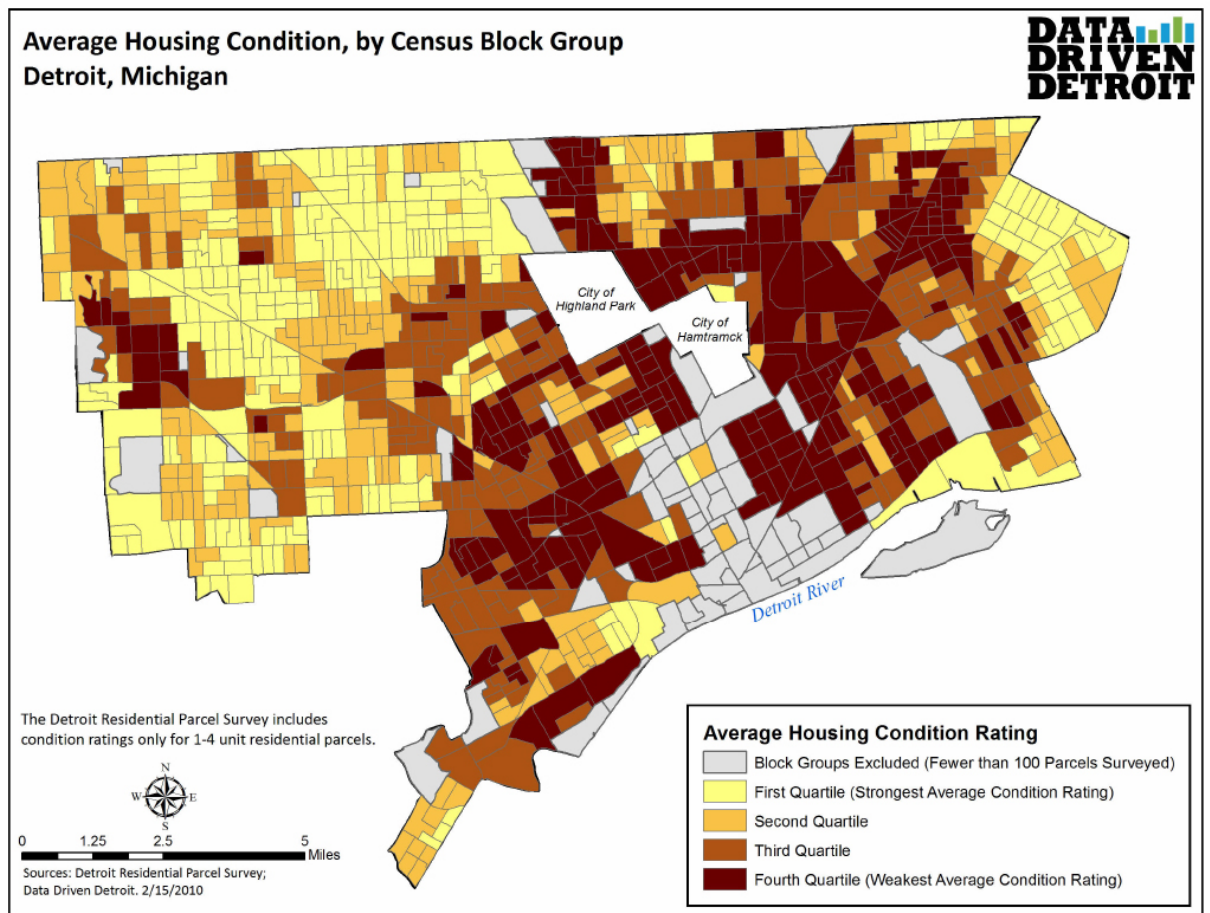 Average Housing Condition, by Census Block Group
Detroit, Michigan
DATA
DRIVEN
DETROIT
City of
Highland Park
City of
Hamtramck
Detroit River
The Detroit Residential Parcel Survey includes
condition ratings only for 1-4 unit residential parcels.
N
W E
S
0 1.25 2.5 5
Miles
Sources: Detroit Residential Parcel Survey;
Data Driven Detroit. 2/15/2010
Average Housing Condition Rating
Block Groups Excluded (Fewer than 100 Parcels Surveyed)
First Quartile (Strongest Average Condition Rating)
Second Quartile
Third Quartile
Fourth Quartile (Weakest Average Condition Rating)